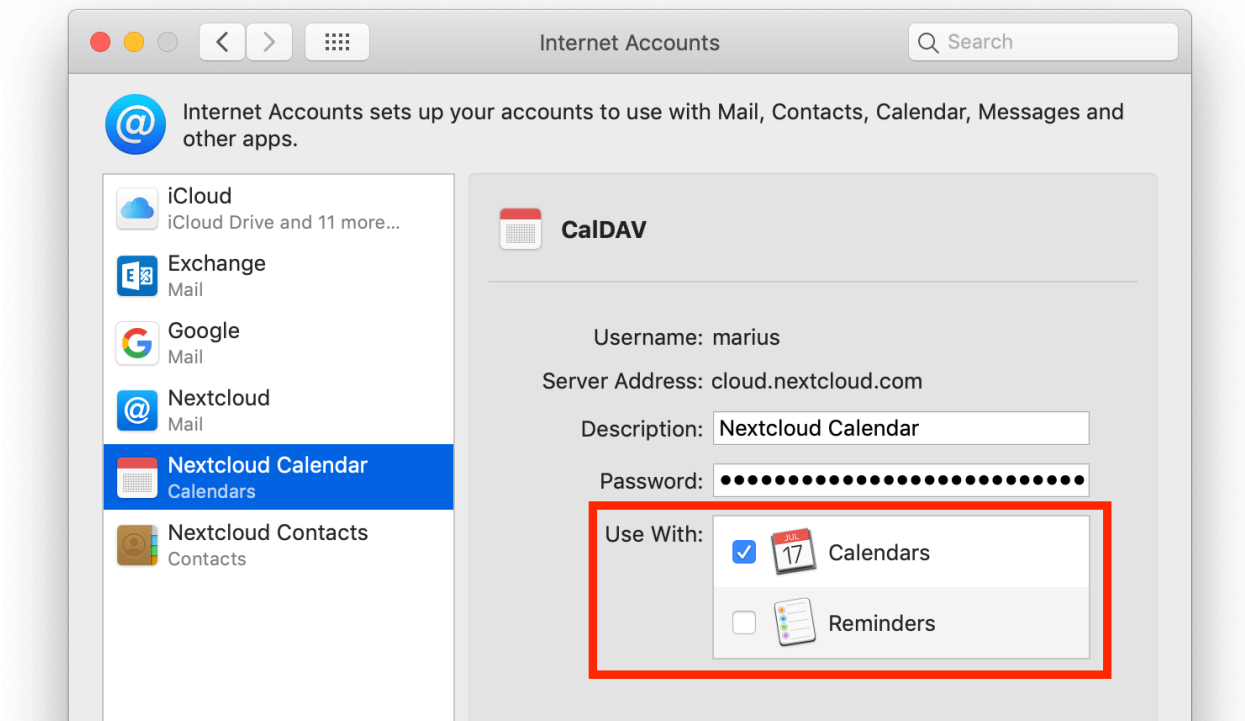 Internet Accounts
Search
Internet Accounts sets up your accounts to use with Mail, Contacts, Calendar, Messages and
other apps.
iCloud
iCloud Drive and 11 more...
Exchange
Mail
Google
Mail
Nextcloud
Mail
Nextcloud Calendar
Calendars
Nextcloud Contacts
Contacts
CalDAV
Username: marius
Server Address: cloud.nextcloud.com
Description: Nextcloud Calendar
Password: ●●●●●●●●●●●●●●●●●●●●●●●●●●●
Use With:
JUL
17
Calendars
Reminders